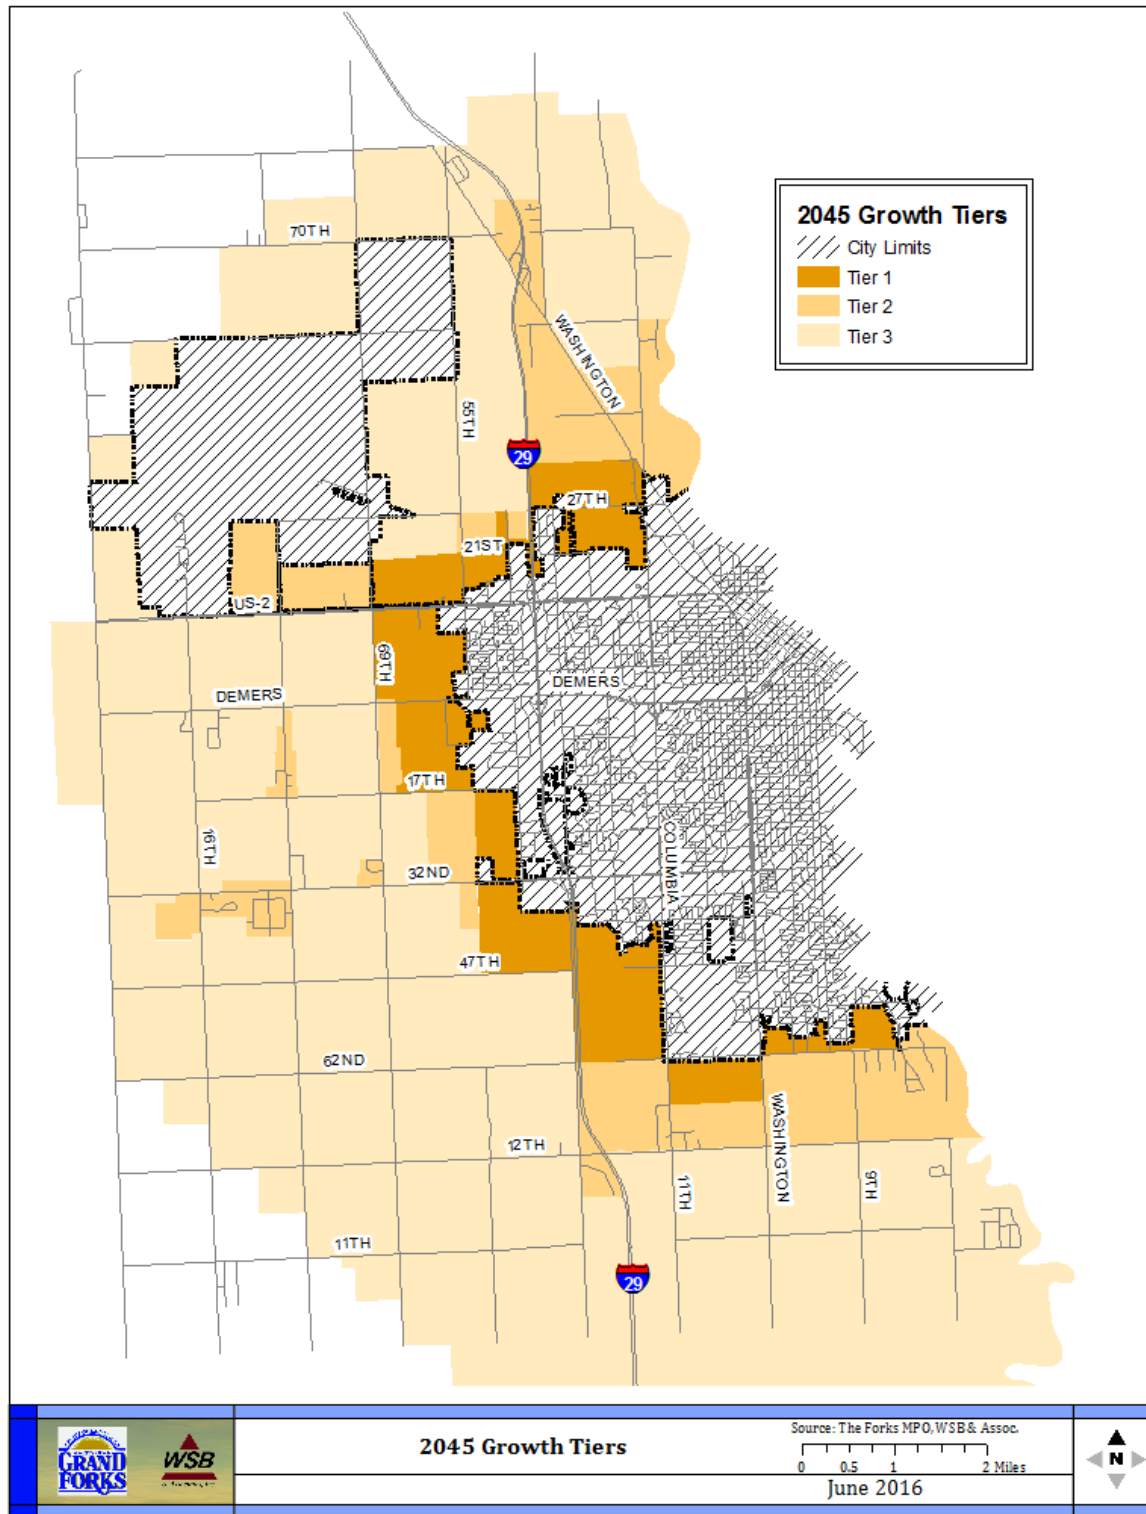 2045 Growth Tiers
City Limits
Tier 1
Tier 2
Tier 3
70TH
WASHINGTON
55TH
29
27TH
21ST
US-2
69TH
DEMERS
DEMERS
17TH
16TH
COLUMBIA
32ND
47TH
62ND
12TH
11TH
WASHINGTON
9TH
11TH
29
GRAND
FORKS
WSB
2045 Growth Tiers
Source: The Forks MPO, WSB & Assoc.
0 0.5 1 2 Miles
June 2016
N